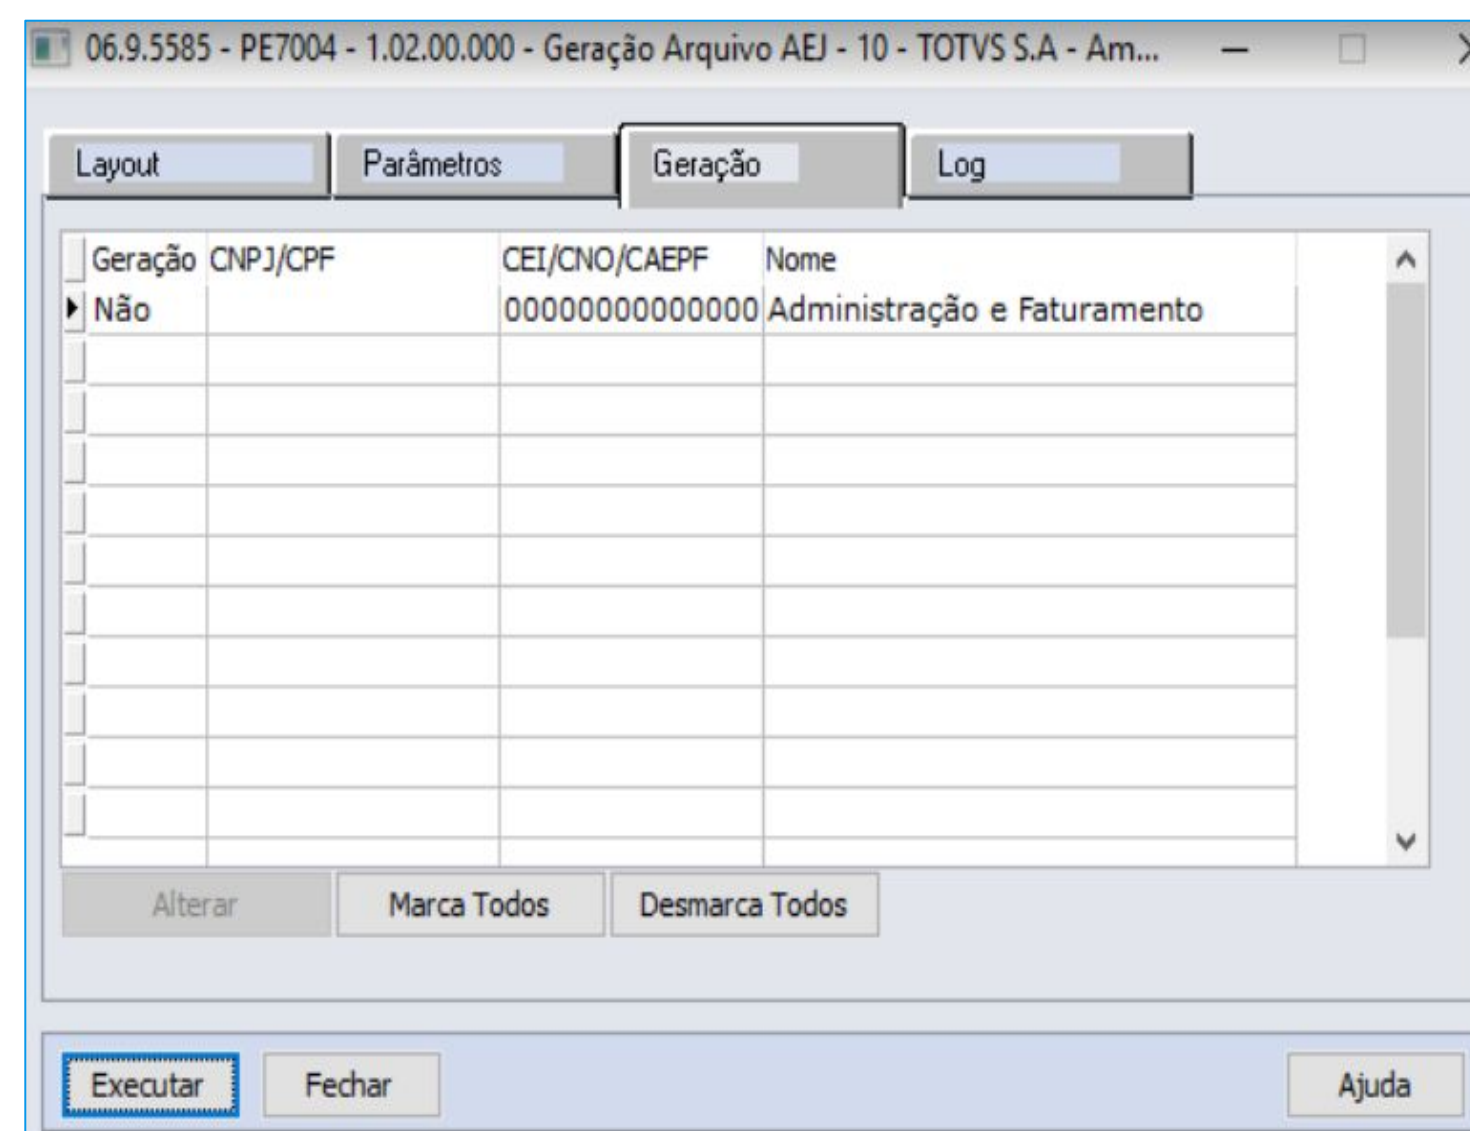 06.9.5585 - PE7004 - 1.02.00.000 - Geração Arquivo AEJ - 10 - TOTVS S.A - Am...
Layout Parâmetros Geração Log
Geração CNPJ/CPF CEI/CNO/CAEPF Nome
Não 00000000000000 Administração e Faturamento
Alterar Marca Todos Desmarca Todos
Executar Fechar Ajuda